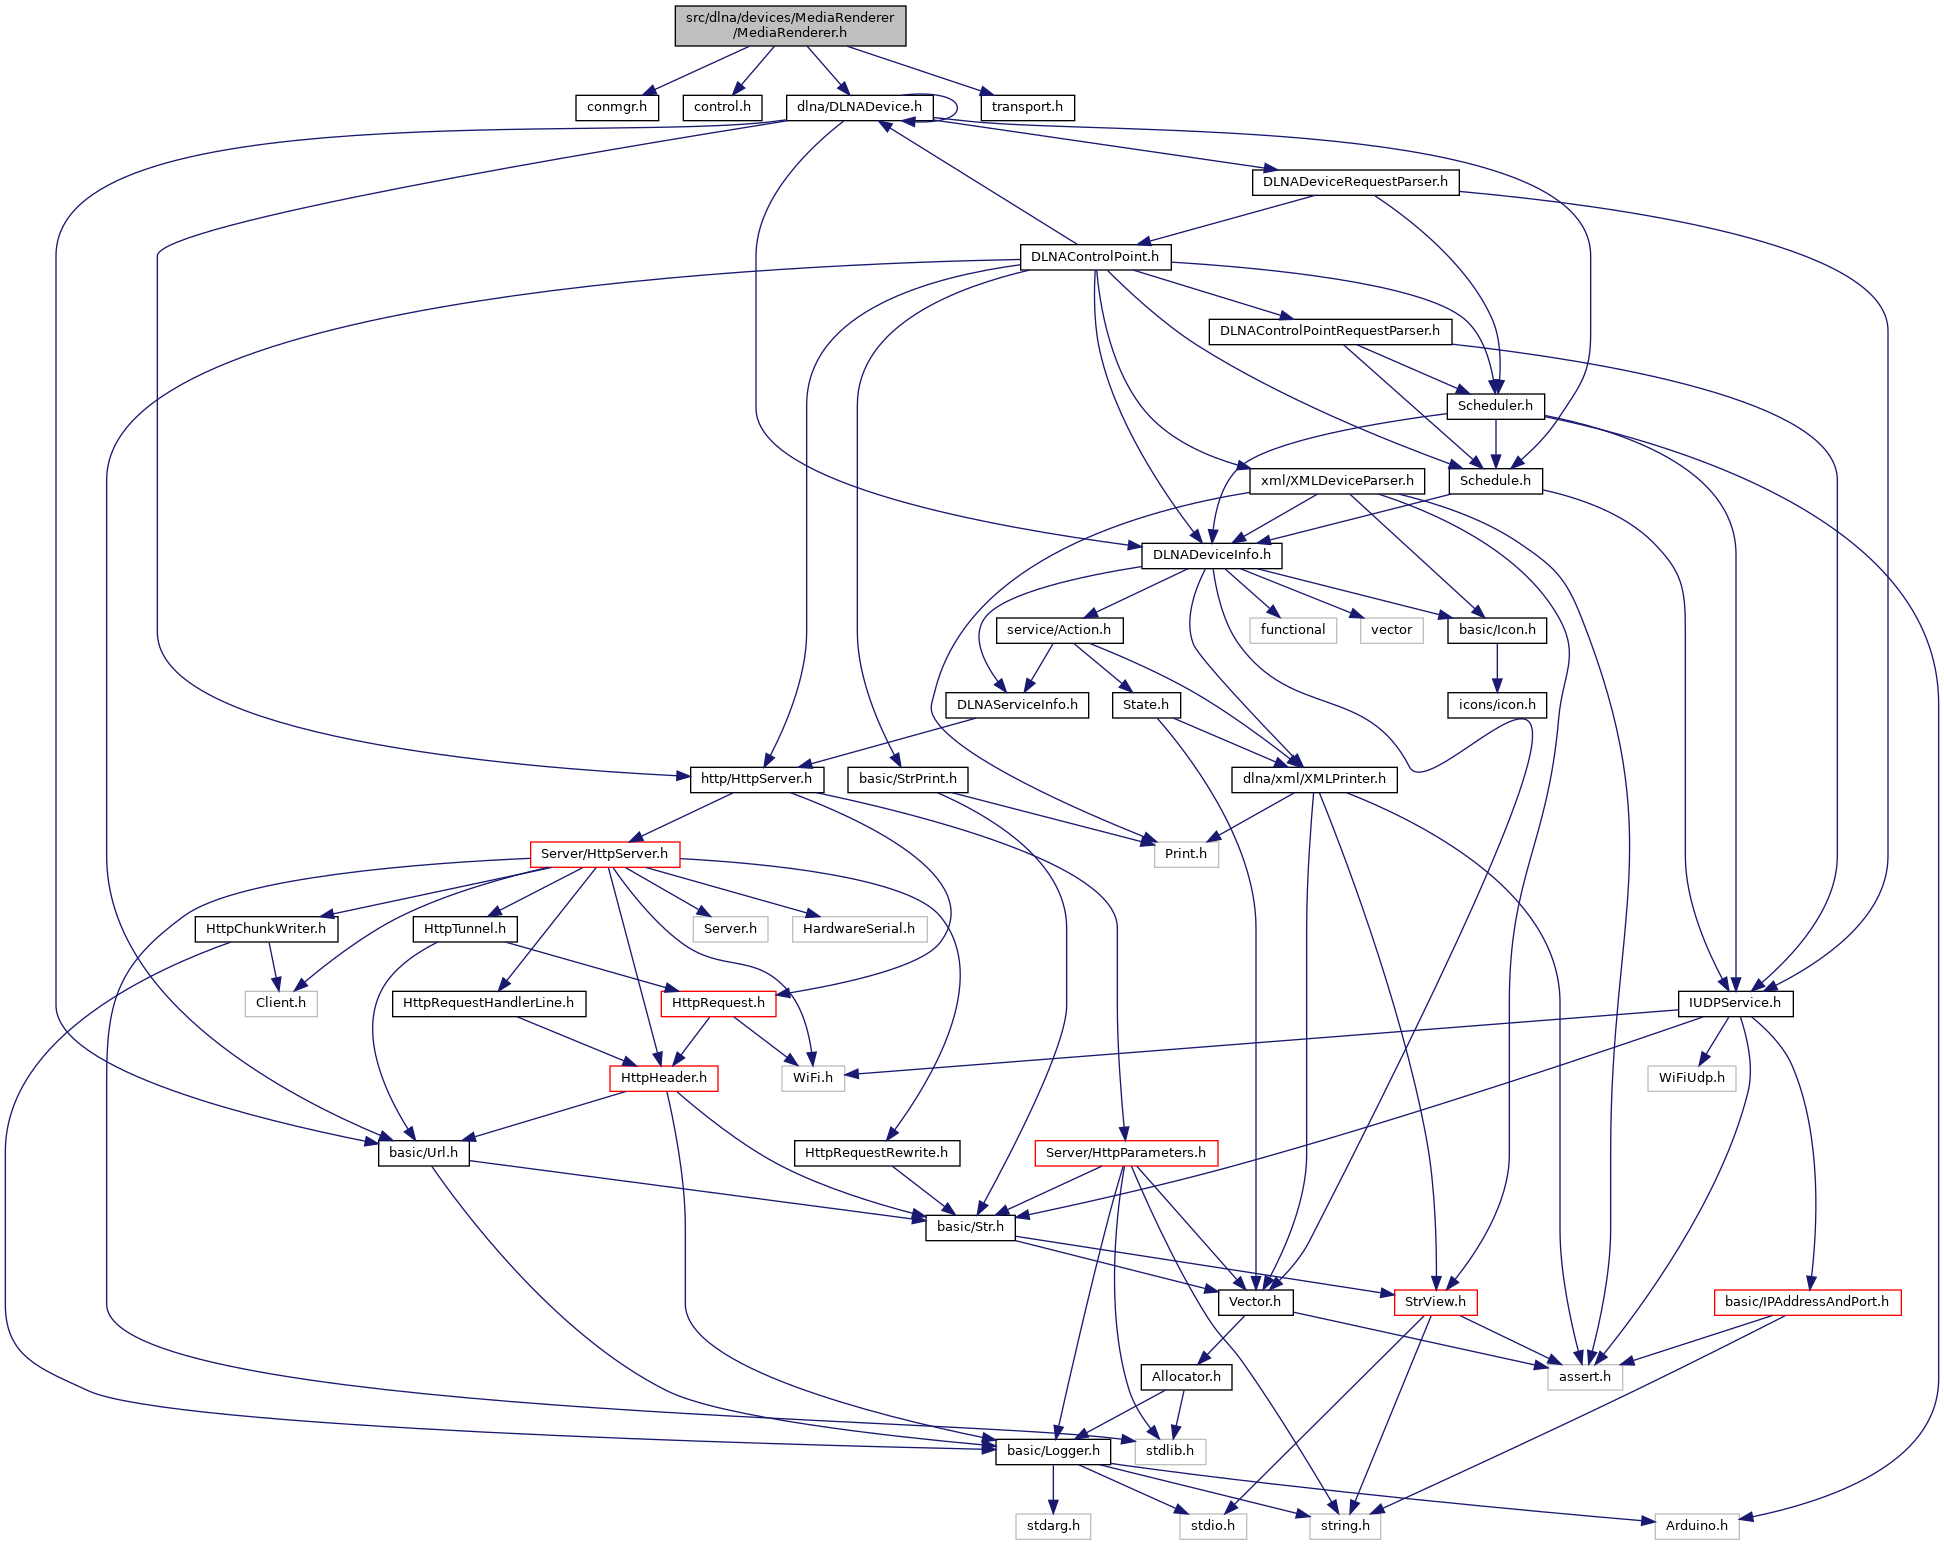 src/dlna/devices/MediaRenderer
/MediaRenderer.h
conmgr.h
control.h
dlna/DLNADevice.h
transport.h
DLNADeviceRequestParser.h
DLNAControlPoint.h
DLNAControlPointRequestParser.h
Scheduler.h
xml/XMLDeviceParser.h
Schedule.h
DLNADeviceInfo.h
service/Action.h
functional
vector
basic/Icon.h
DLNAServiceInfo.h
State.h
icons/icon.h
http/HttpServer.h
basic/StrPrint.h
dlna/xml/XMLPrinter.h
Server/HttpServer.h
Print.h
HttpChunkWriter.h
HttpTunnel.h
Server.h
HardwareSerial.h
Client.h
HttpRequestHandlerLine.h
HttpRequest.h
IUDPService.h
HttpHeader.h
WiFi.h
WiFiUdp.h
basic/Url.h
HttpRequestRewrite.h
Server/HttpParameters.h
basic/Str.h
Vector.h
StrView.h
basic/IPAddressAndPort.h
Allocator.h
assert.h
basic/Logger.h
stdlib.h
stdarg.h
stdio.h
string.h
Arduino.h